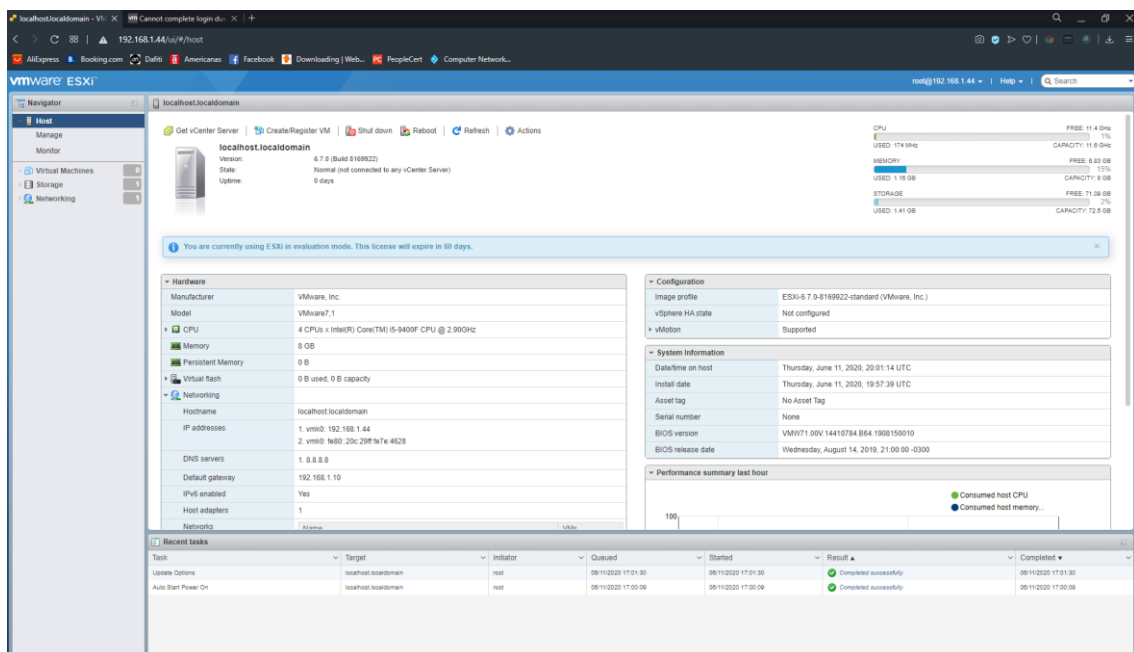 localhost.localdomain - VM
vm Cannot complete login due
192.168.1.44/ui/#/host
AliExpress B. Booking.com Dafiti Americanas Facebook Downloading | Web... PC PeopleCert Computer Network...
vmware ESXi
root@192.168.1.44 | Help | Search
Navigator
localhost.localdomain
Host
Manage
Monitor
Virtual Machines 0
Storage 1
Networking 1
Get vCenter Server | Create/Register VM | Shut down Reboot | Refresh | Actions
localhost.localdomain
Version: 6.7.0 (Build 8169922)
State: Normal (not connected to any vCenter Server)
Uptime: 0 days
CPU FREE: 11.4 GHz
1%
USED: 174 MHz CAPACITY: 11.6 GHz
MEMORY FREE: 6.83 GB
15%
USED: 1.16 GB CAPACITY: 8 GB
STORAGE FREE: 71.09 GB
2%
USED: 1.41 GB CAPACITY: 72.5 GB
You are currently using ESXi in evaluation mode. This license will expire in 60 days.
Hardware
Manufacturer VMware, Inc.
Model VMware7,1
CPU 4 CPUs x Intel(R) Core(TM) i5-9400F CPU @ 2.90GHz
Memory 8 GB
Persistent Memory 0 B
Virtual flash 0 B used, 0 B capacity
Networking
Hostname localhost.localdomain
IP addresses 1. vmk0: 192.168.1.44
2. vmk0: fe80::20c:29ff:fe7e:4628
DNS servers 1. 8.8.8.8
Default gateway 192.168.1.10
IPv6 enabled Yes
Host adapters 1
Networks Name VMs
Configuration
Image profile ESXi-6.7.0-8169922-standard (VMware, Inc.)
vSphere HA state Not configured
vMotion Supported
System Information
Date/time on host Thursday, June 11, 2020, 20:01:14 UTC
Install date Thursday, June 11, 2020, 19:57:39 UTC
Asset tag No Asset Tag
Serial number None
BIOS version VMW71.00V.14410784.B64.1908150010
BIOS release date Wednesday, August 14, 2019, 21:00:00 -0300
Performance summary last hour
Consumed host CPU
Consumed host memory...
100
Recent tasks
Task Target Initiator Queued Started Result Completed
Update Options localhost.localdomain root 06/11/2020 17:01:30 06/11/2020 17:01:30 Completed successfully 06/11/2020 17:01:30
Auto Start Power On localhost.localdomain root 06/11/2020 17:00:09 06/11/2020 17:00:09 Completed successfully 06/11/2020 17:00:09